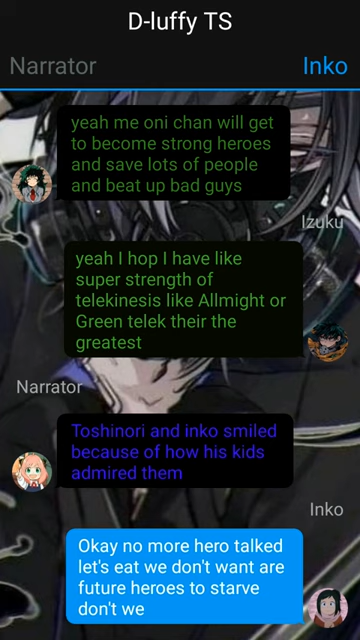 D-luffy TS
Narrator
Inko
yeah me oni chan will get
to become strong heroes
and save lots of people
and beat up bad guys
Izuku
yeah I hop I have like
super strength of
telekinesis like Allmight or
Green telek their the
greatest
Narrator
Toshinori and inko smiled
because of how his kids
admired them
Inko
Okay no more hero talked
let's eat we don't want are
future heroes to starve
don't we